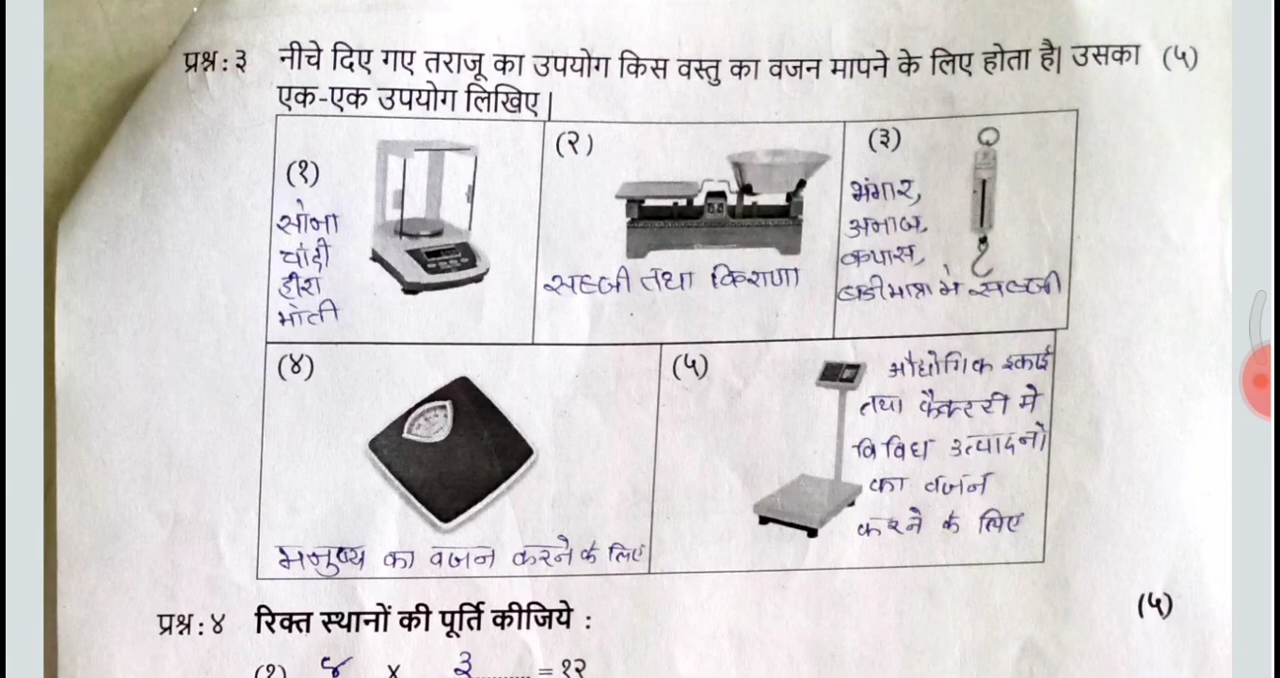 प्रश्न: ३ नीचे दिए गए तराजू का उपयोग किस वस्तु का वजन मापने के लिए होता है। उसका (५)
एक-एक उपयोग लिखिए।
(१)
सोना
चांदी
हीरा
मोती
(२)
सब्जी तथा किराणा
(३)
भंगार,
अनाज,
कपास,
बडी मात्रा मे सब्जी
(४)
मनुष्य का वजन करने के लिए
(५)
औद्योगिक इकाई
तथा फैक्टरी मे
विविध उत्पादनो
का वजन
करने के लिए
प्रश्न: ४ रिक्त स्थानों की पूर्ति कीजिये : (५)
(१) ४ x ३ = १२